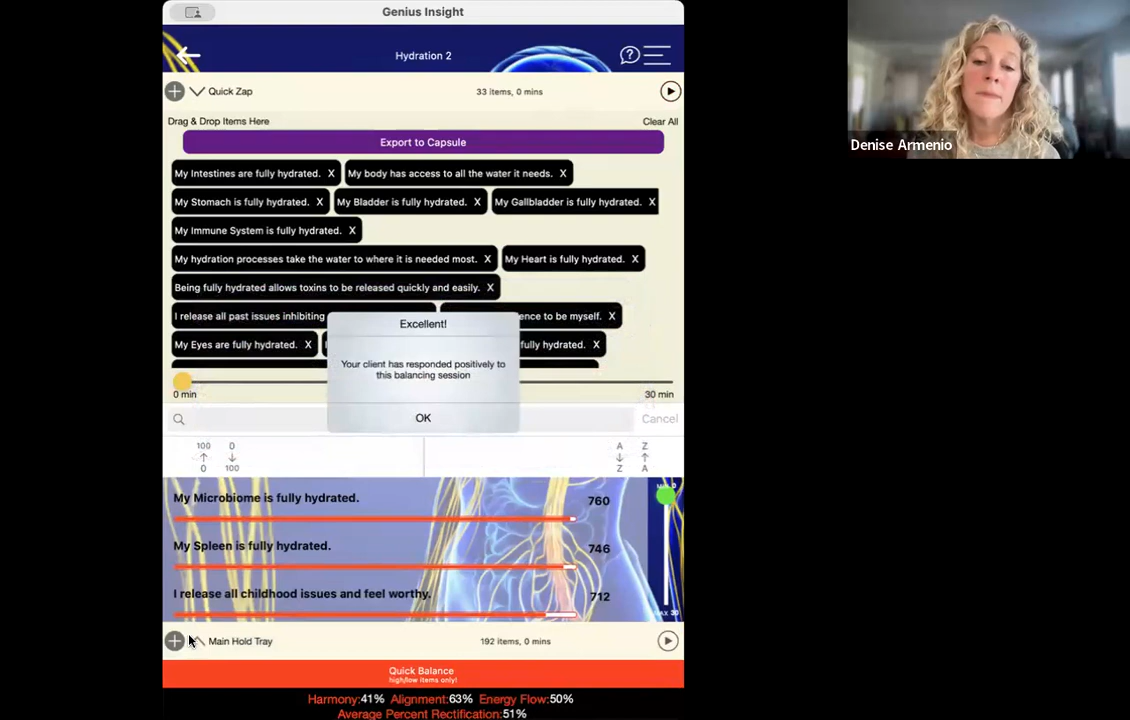 Genius Insight
Hydration 2
Quick Zap 33 items, 0 mins
Drag & Drop Items Here Clear All
Export to Capsule
My Intestines are fully hydrated. X My body has access to all the water it needs. X
My Stomach is fully hydrated. X My Bladder is fully hydrated. X My Gallbladder is fully hydrated. X
My Immune System is fully hydrated. X
My hydration processes take the water to where it is needed most. X My Heart is fully hydrated. X
Being fully hydrated allows toxins to be released quickly and easily. X
I release all past issues inhibiting ence to be myself. X
My Eyes are fully hydrated. X fully hydrated. X
Excellent!
Your client has responded positively to
this balancing session
OK
0 min 30 min
Cancel
100 0 A Z
0 100 Z A
My Microbiome is fully hydrated. 760
My Spleen is fully hydrated. 746
I release all childhood issues and feel worthy. 712
Main Hold Tray 192 items, 0 mins
Quick Balance
high/low items only!
Harmony:41% Alignment:63% Energy Flow:50%
Average Percent Rectification:51%
Denise Armenio